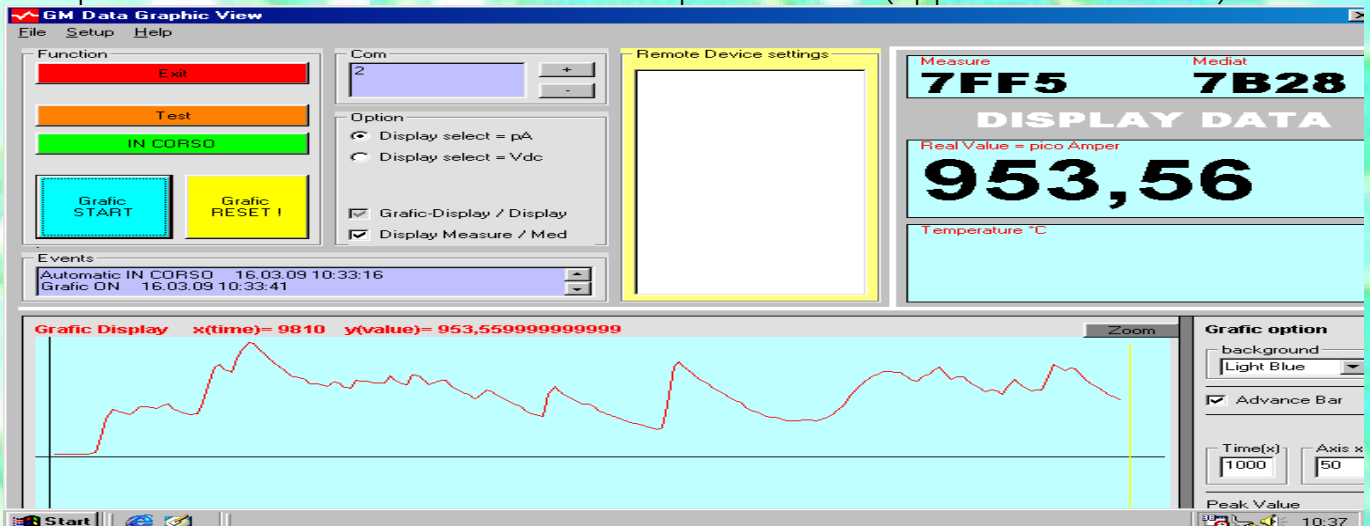 GM Data Graphic View
File Setup Help
Function
Exit
Test
IN CORSO
Grafic START
Grafic RESET !
Com
2
+
-
Option
Display select = pA
Display select = Vdc
Grafic-Display / Display
Display Measure / Med
Events
Automatic IN CORSO 16.03.09 10:33:16
Grafic ON 16.03.09 10:33:41
Remote Device settings
Measure
7FF5
Mediat
7B28
DISPLAY DATA
Real Value = pico Amper
953,56
Temperature °C
Grafic Display x(time)= 9810 y(value)= 953,559999999999
Zoom
Grafic option
background
Light Blue
Advance Bar
Time(x)
1000
Axis x
50
Peak Value
Start
10:37